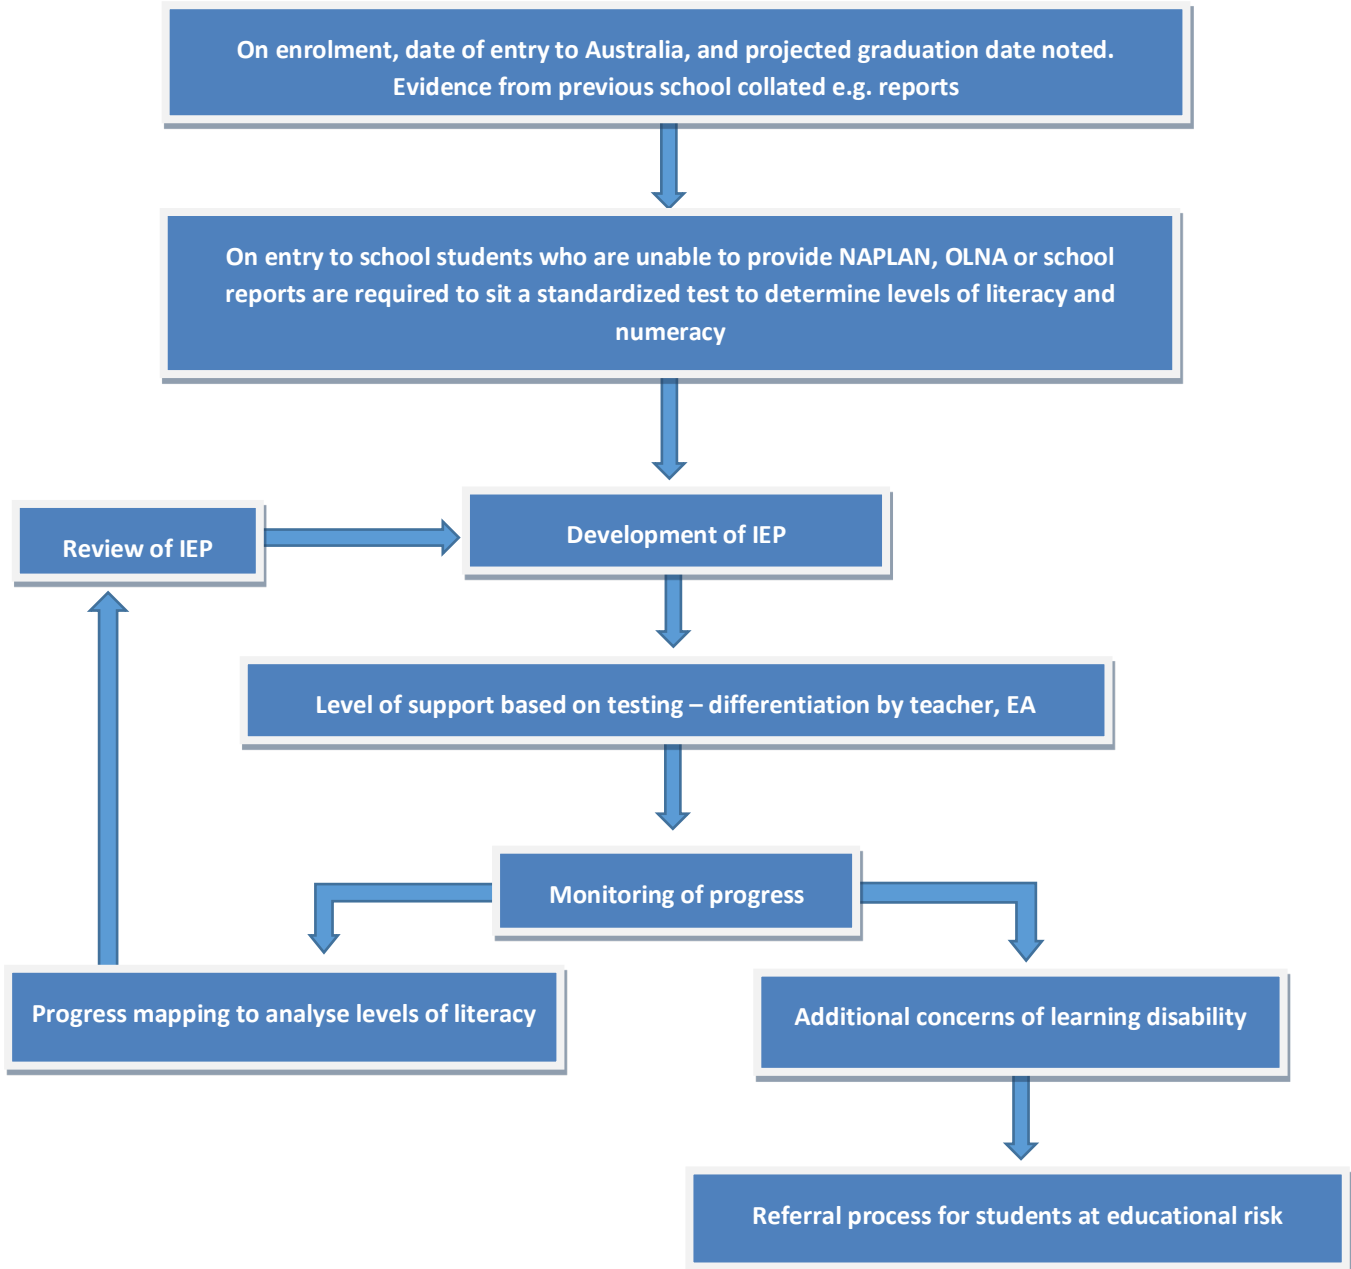 On enrolment, date of entry to Australia, and projected graduation date noted.
Evidence from previous school collated e.g. reports
On entry to school students who are unable to provide NAPLAN, OLNA or school
reports are required to sit a standardized test to determine levels of literacy and
numeracy
Review of IEP
Development of IEP
Level of support based on testing – differentiation by teacher, EA
Monitoring of progress
Progress mapping to analyse levels of literacy
Additional concerns of learning disability
Referral process for students at educational risk